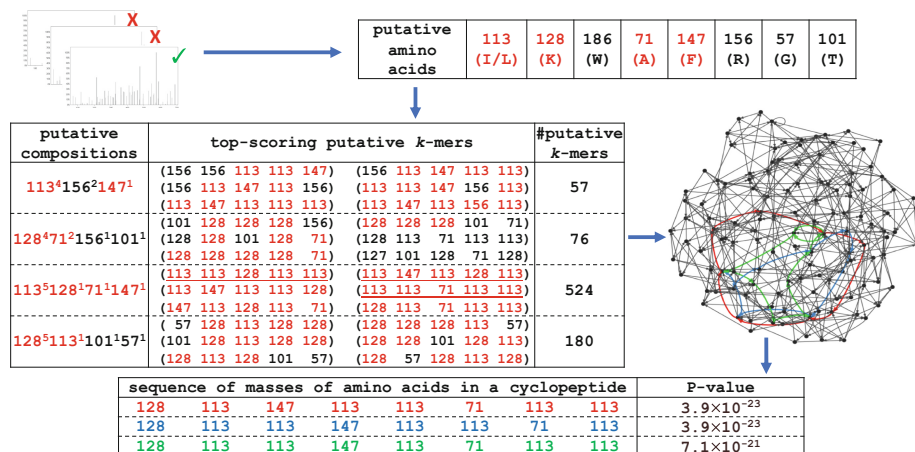 X
X
✓
putative amino acids 113 (I/L) 128 (K) 186 (W) 71 (A) 147 (F) 156 (R) 57 (G) 101 (T)
putative compositions top-scoring putative k-mers #putative k-mers
113⁴156²147¹
(156 156 113 113 147) (156 113 147 113 113)
(156 113 147 113 156) (113 113 147 156 113)
(113 147 113 113 113) (113 147 113 156 113)
57
128⁴71²156¹101¹
(101 128 128 128 156) (128 128 128 101 71)
(128 128 101 128 71) (128 113 71 113 113)
(128 128 128 128 71) (127 101 128 71 128)
76
113⁵128¹71¹147¹
(113 113 128 113 113) (113 147 113 128 113)
(113 147 113 113 128) (113 113 71 113 113)
(147 113 128 113 71) (128 113 71 113 113)
524
128⁵113¹101¹57¹
( 57 128 113 128 128) (128 128 128 113 57)
(101 128 113 128 128) (128 128 101 128 113)
(128 113 128 101 57) (128 57 128 113 128)
180
sequence of masses of amino acids in a cyclopeptide P-value
128 113 147 113 113 71 113 113 3.9×10⁻²³
128 113 113 147 113 113 71 113 3.9×10⁻²³
128 113 113 147 113 71 113 113 7.1×10⁻²¹